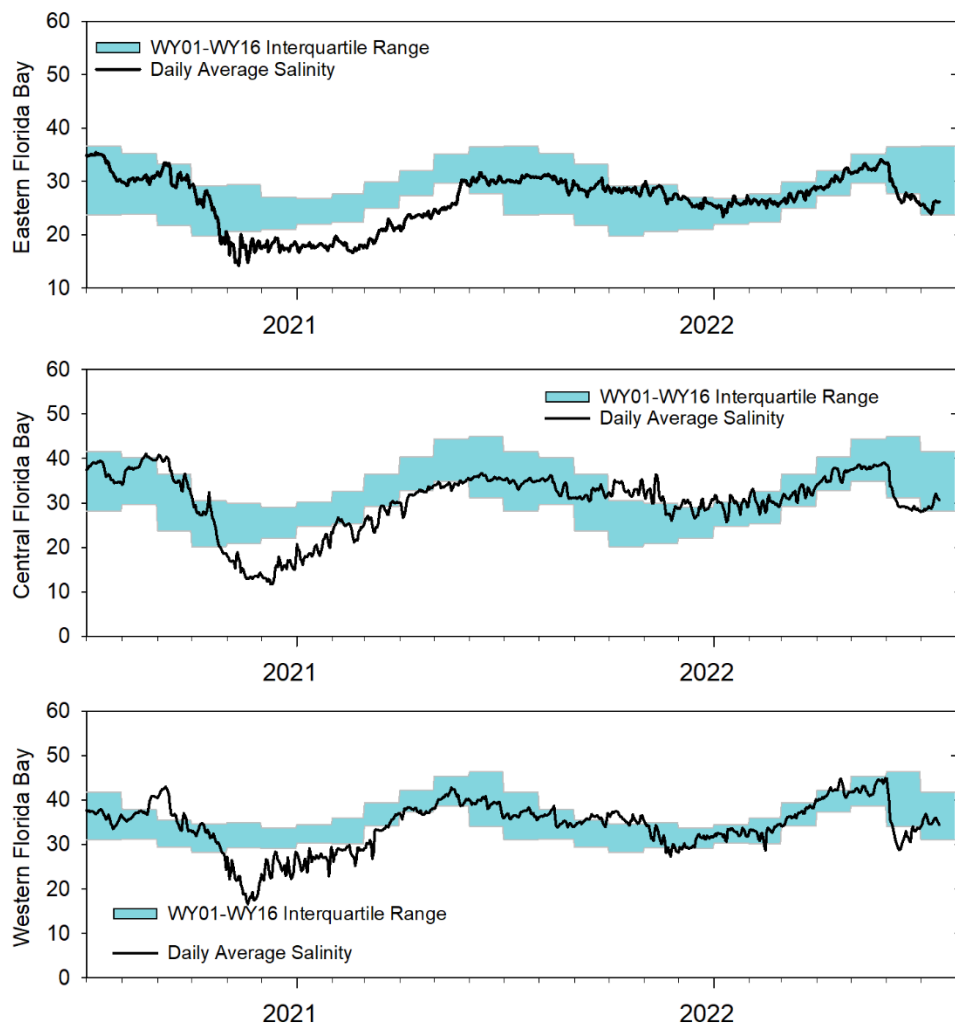 60
WY01-WY16 Interquartile Range
50
Daily Average Salinity
40
30
20
10
Eastern Florida Bay
2021
2022
60
50
WY01-WY16 Interquartile Range
Daily Average Salinity
40
30
20
10
0
Central Florida Bay
2021
2022
60
50
40
30
20
WY01-WY16 Interquartile Range
10
Daily Average Salinity
0
Western Florida Bay
2021
2022